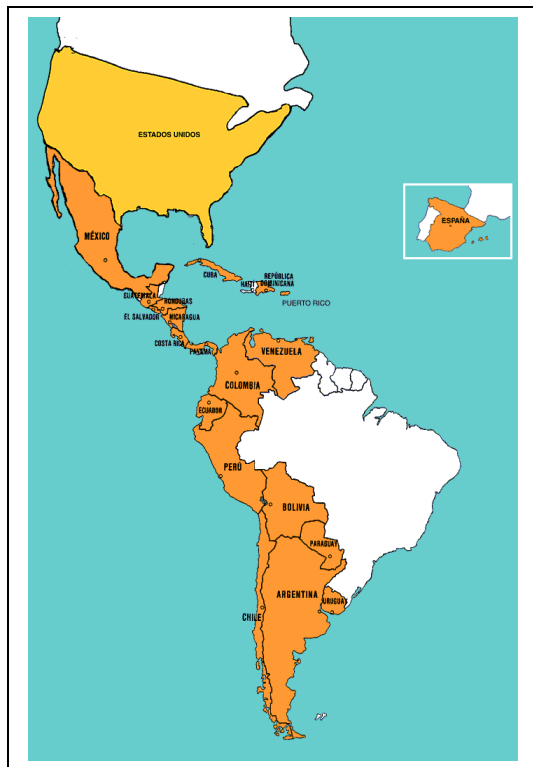 ESTADOS UNIDOS
ESPAÑA
MÉXICO
CUBA
HAITÍ
REPÚBLICA
DOMINICANA
PUERTO RICO
GUATEMALA
HONDURAS
EL SALVADOR
NICARAGUA
COSTA RICA
PANAMÁ
VENEZUELA
COLOMBIA
ECUADOR
PERÚ
BOLIVIA
PARAGUAY
ARGENTINA
URUGUAY
CHILE